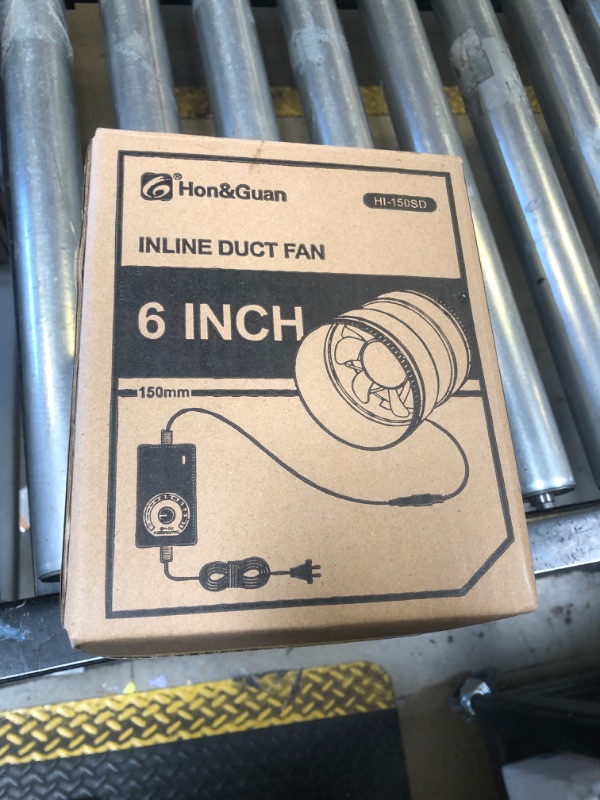 Hon&Guan®
HI-150SD
INLINE DUCT FAN
6 INCH
150mm